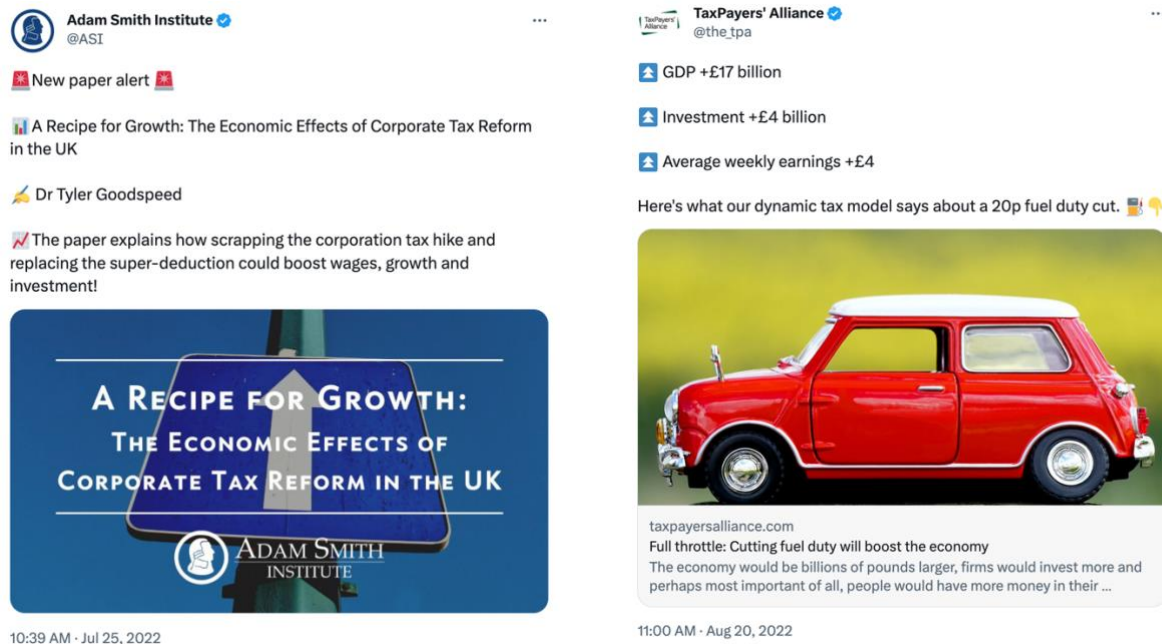 Adam Smith Institute
@ASI
🚨New paper alert 🚨
📊A Recipe for Growth: The Economic Effects of Corporate Tax Reform
in the UK
✍️ Dr Tyler Goodspeed
📈The paper explains how scrapping the corporation tax hike and
replacing the super-deduction could boost wages, growth and
investment!
A RECIPE FOR GROWTH:
THE ECONOMIC EFFECTS OF
CORPORATE TAX REFORM IN THE UK
ADAM SMITH
INSTITUTE
10:39 AM · Jul 25, 2022
TaxPayers'
Alliance
TaxPayers' Alliance
@the_tpa
⏫ GDP +£17 billion
⏫ Investment +£4 billion
⏫ Average weekly earnings +£4
Here's what our dynamic tax model says about a 20p fuel duty cut. ⛽👇
taxpayersalliance.com
Full throttle: Cutting fuel duty will boost the economy
The economy would be billions of pounds larger, firms would invest more and
perhaps most important of all, people would have more money in their ...
11:00 AM · Aug 20, 2022